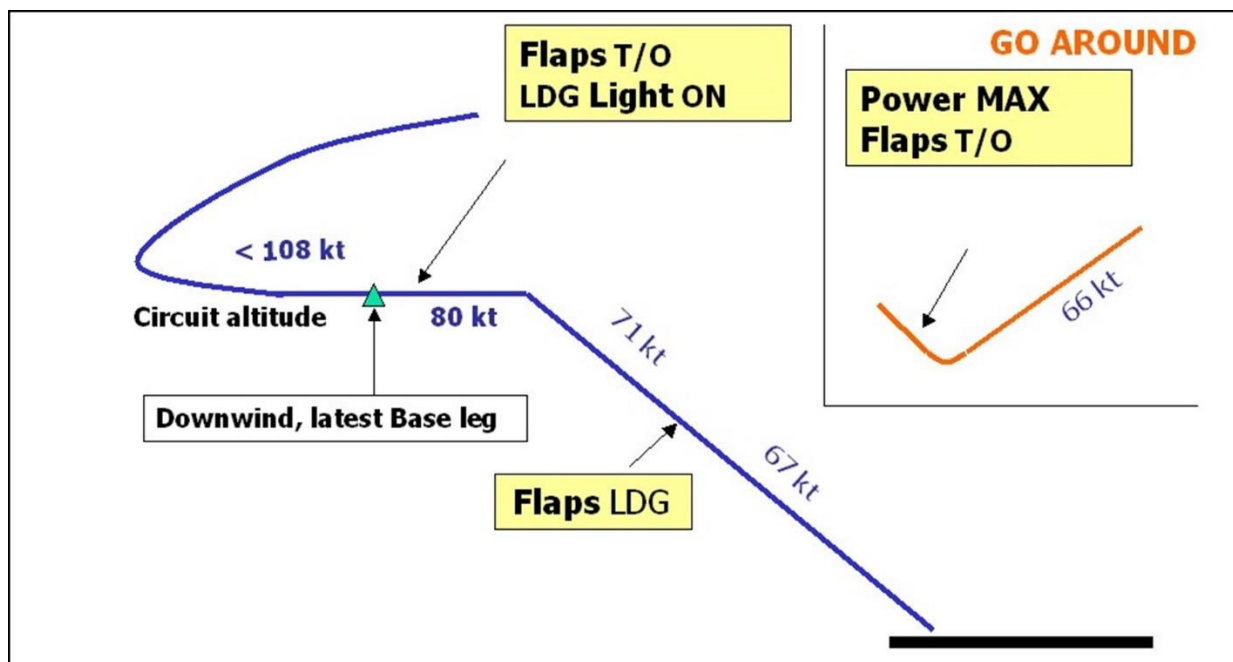 Flaps T/O
LDG Light ON
GO AROUND
Power MAX
Flaps T/O
< 108 kt
Circuit altitude
80 kt
71 kt
66 kt
Downwind, latest Base leg
Flaps LDG
67 kt